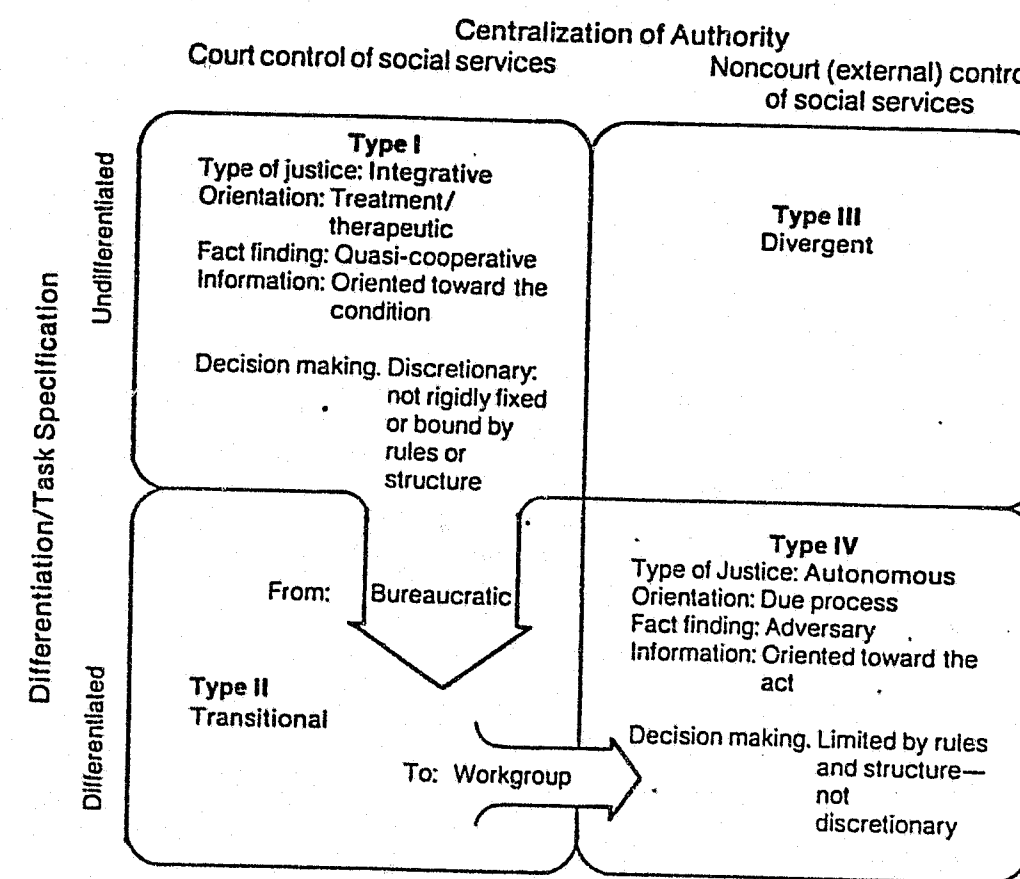 Centralization of Authority
Court control of social services
Noncourt (external)
of social services
Differentiation/Task Specification
Undifferentiated
Type I
Type of justice: Integrative
Orientation: Treatment/
therapeutic
Fact finding: Quasi-cooperative
Information: Oriented toward the
condition
Decision making. Discretionary:
not rigidly fixed
or bound by
rules or
structure
Type III
Divergent
Differentiated
From: Bureaucratic
Type II
Transitional
To: Workgroup
Type IV
Type of Justice: Autonomous
Orientation: Due process
Fact finding: Adversary
Information: Oriented toward the
act
Decision making. Limited by rules
and structure—
not
discretionary